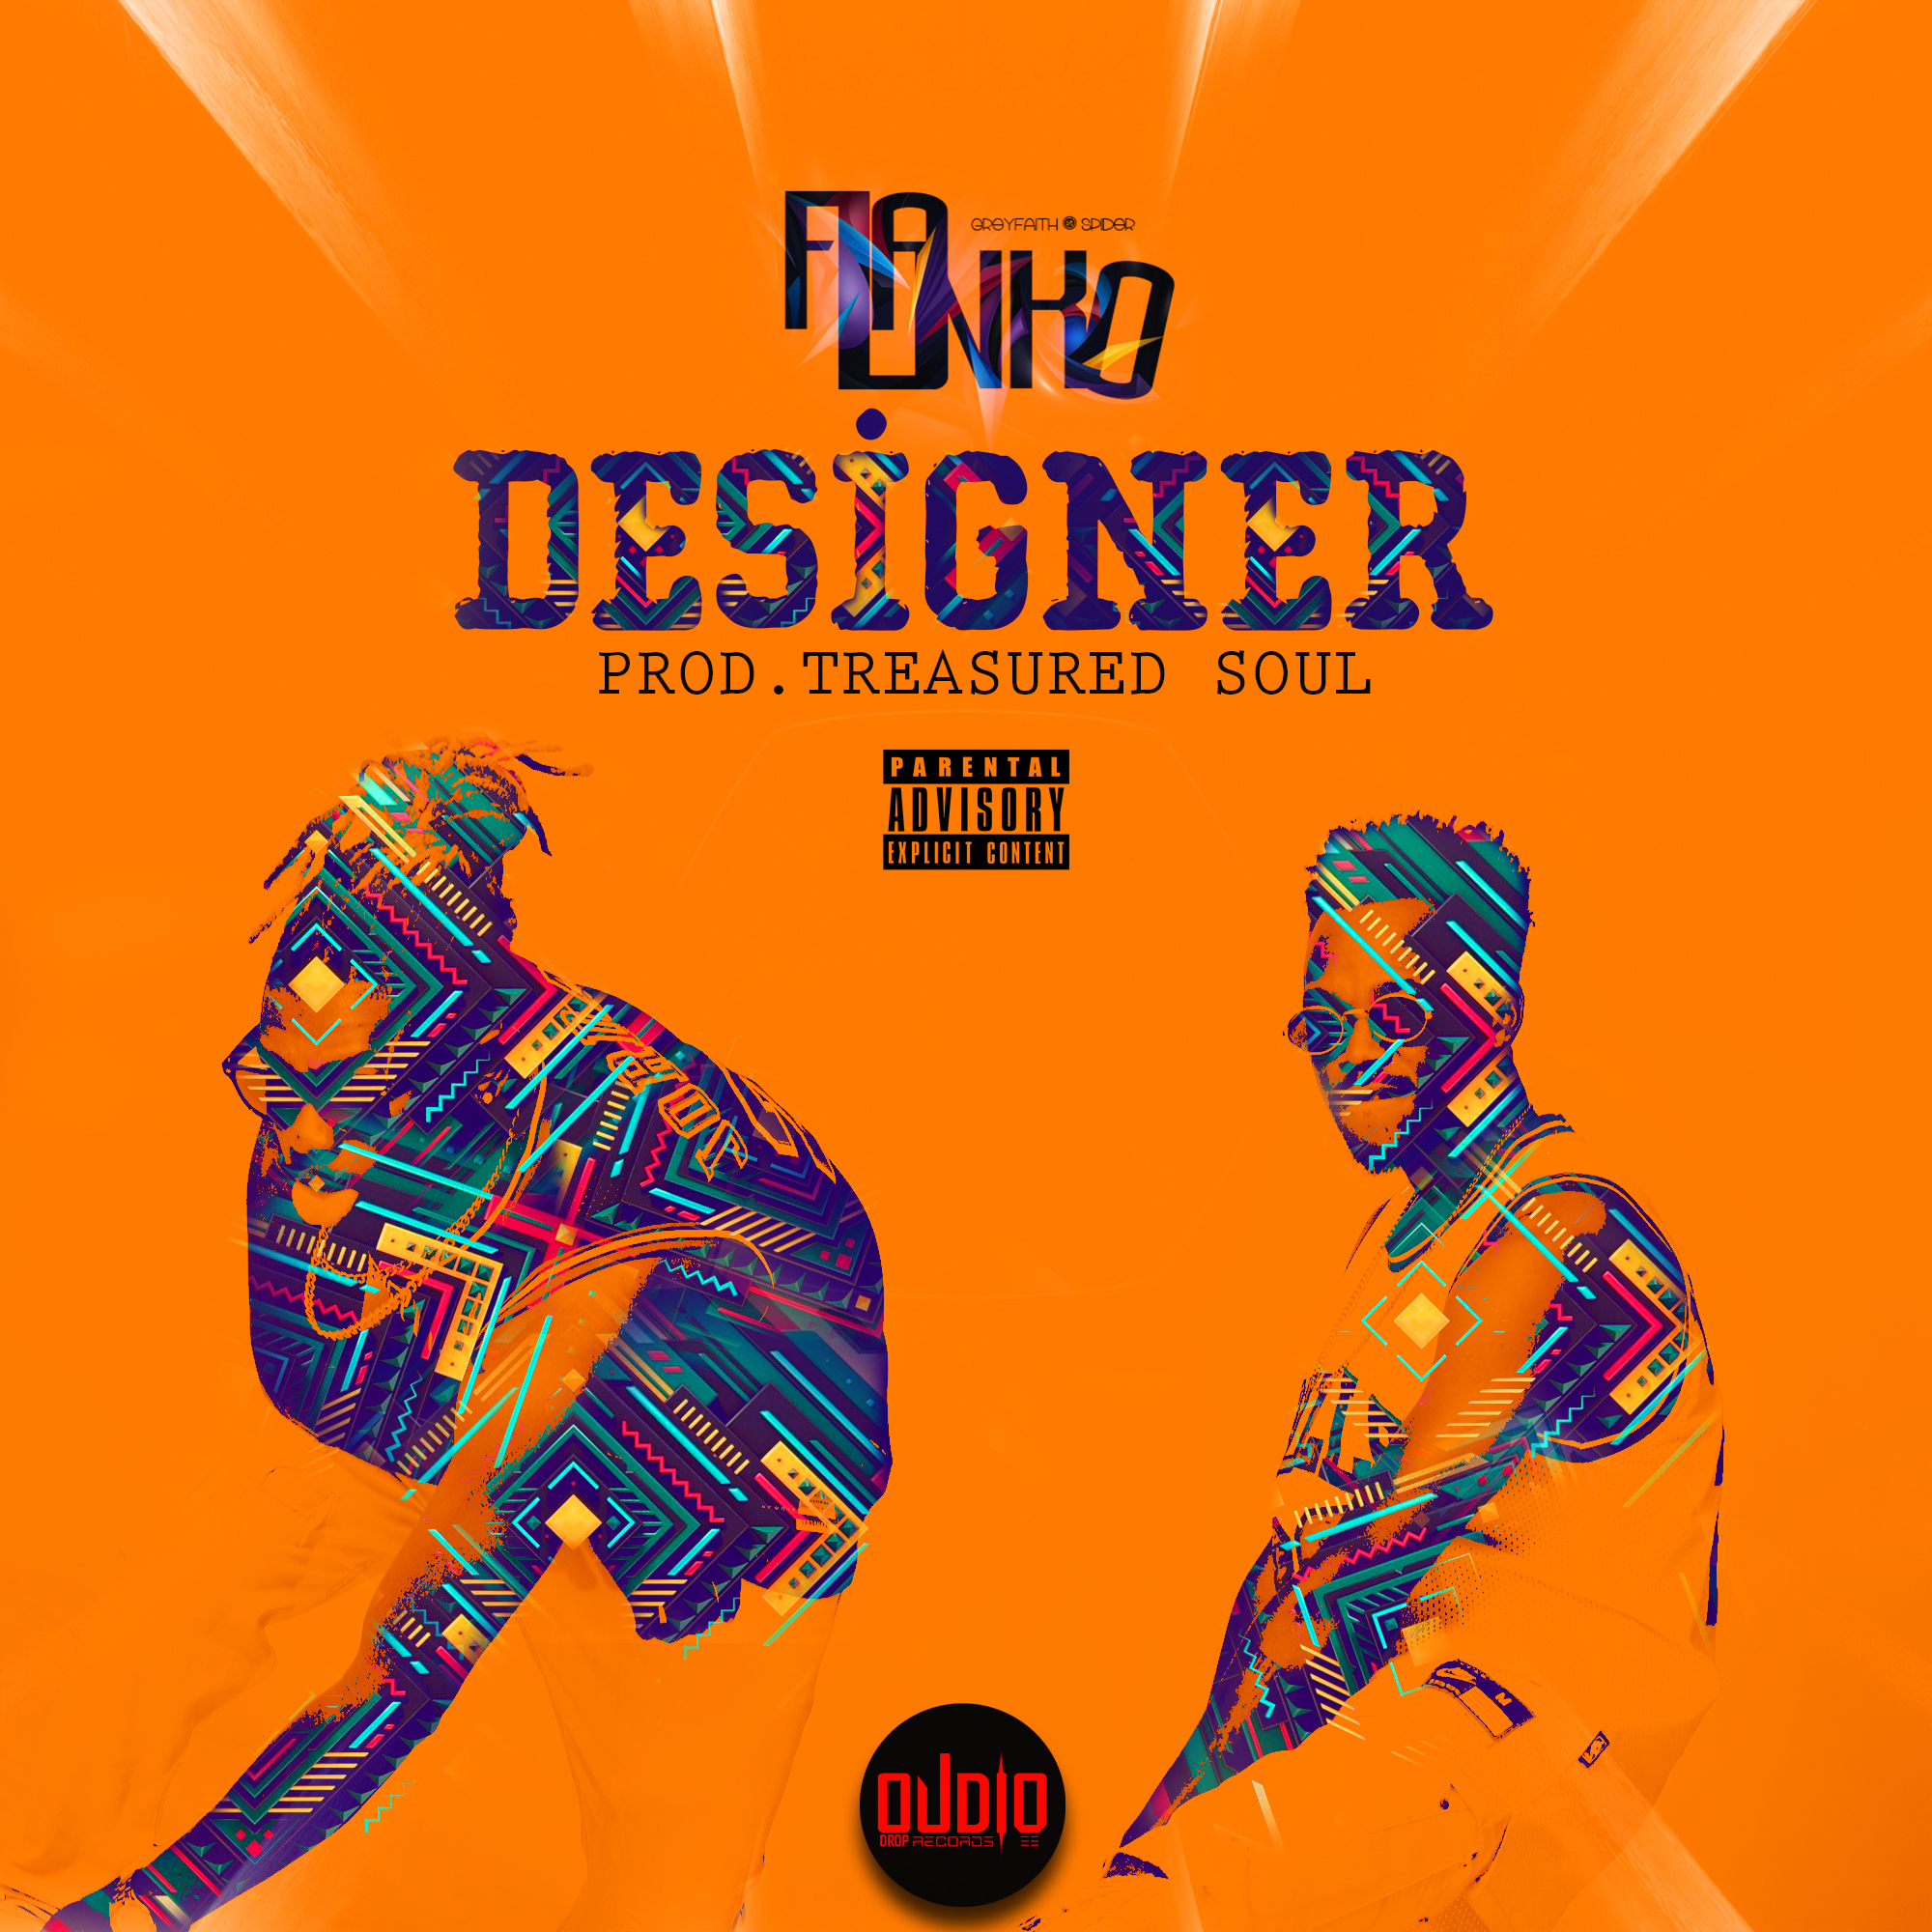 GREYFAITH SPIDER
DESiGNER
PROD.TREASURED SOUL
PARENTAL
ADVISORY
EXPLICIT CONTENT
DROP RECORDS